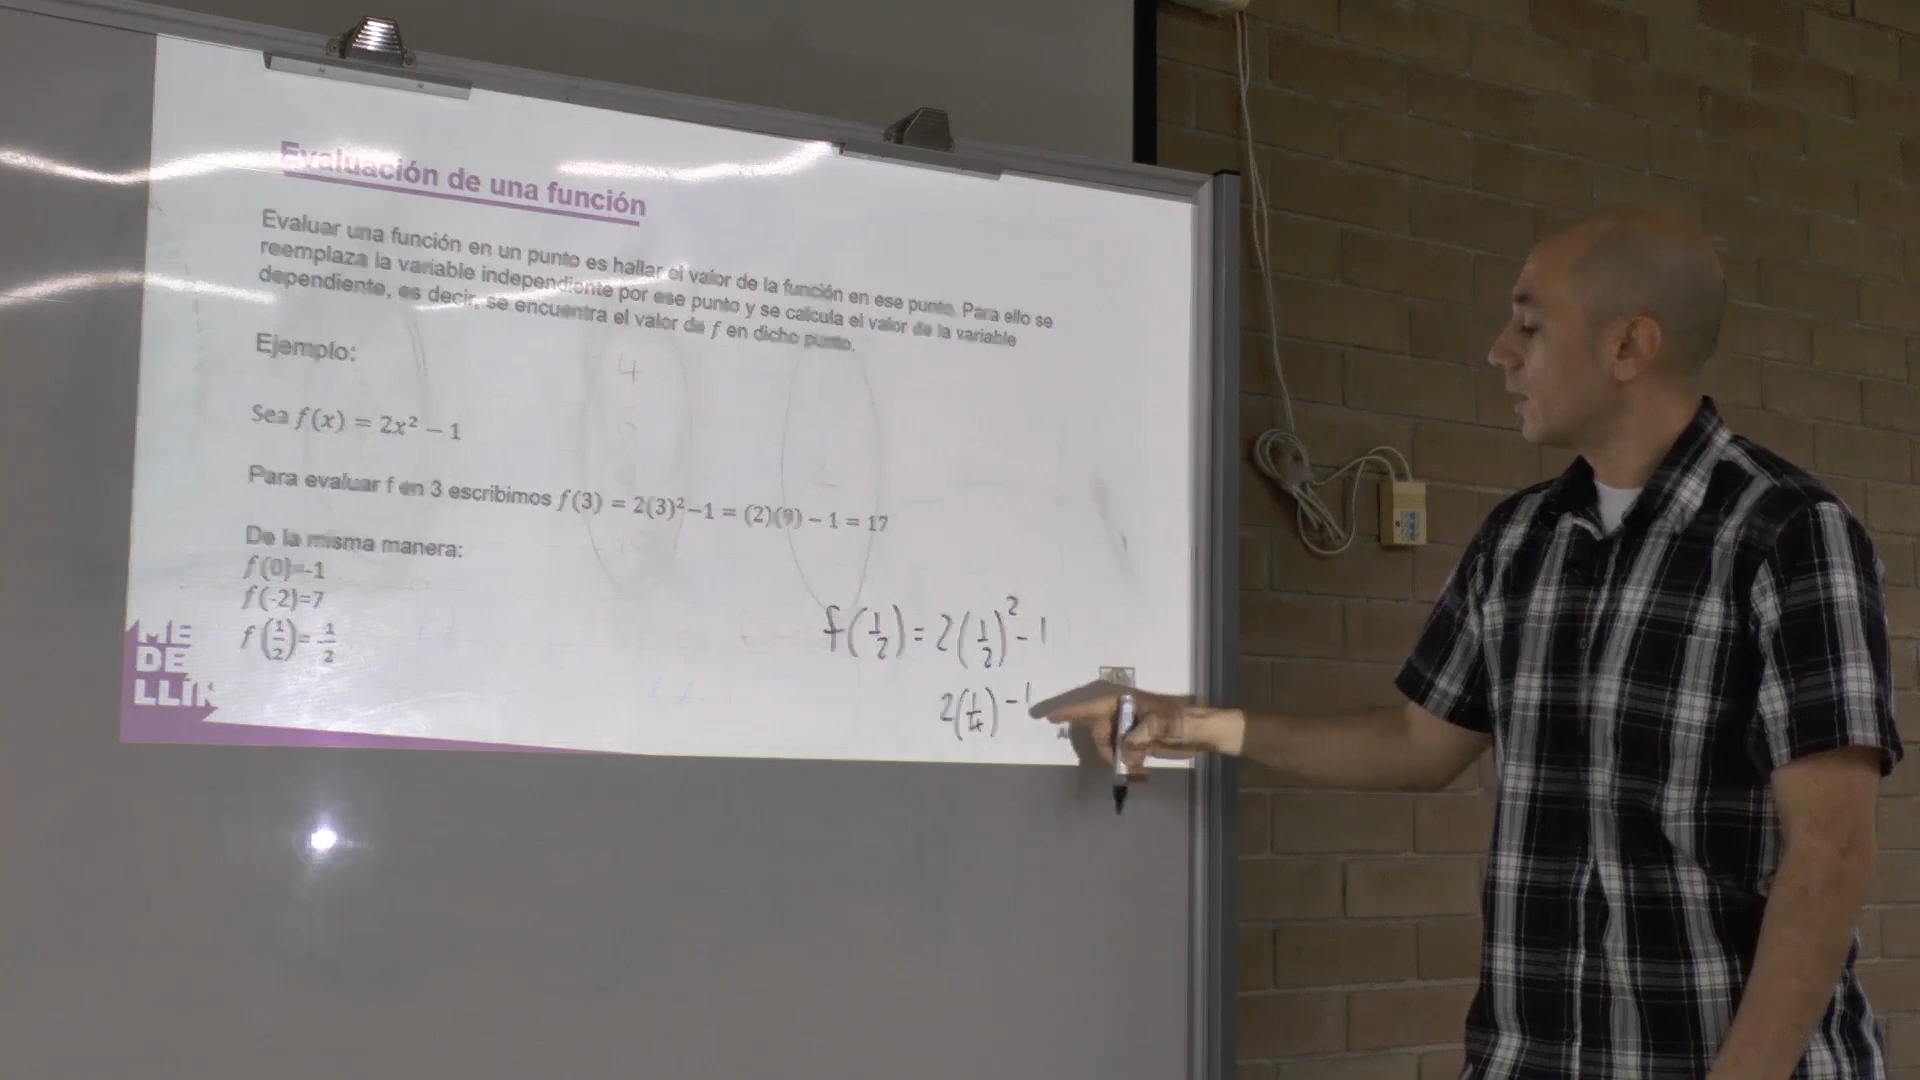 Evaluación de una función
Evaluar una función en un punto es hallar el valor de la función en ese punto. Para ello se
reemplaza la variable independiente por ese punto y se calcula el valor de la variable
dependiente, es decir, se encuentra el valor de f en dicho punto.
Ejemplo:
Sea f(x) = 2x² − 1
Para evaluar f en 3 escribimos f(3) = 2(3)²−1 = (2)(9) − 1 = 17
De la misma manera:
f(0)=-1
f(-2)=7
f(1/2)=-1/2
f(1/2) = 2(1/2)² - 1
2(1/4) - 1
4
ME
DE
LLÍN